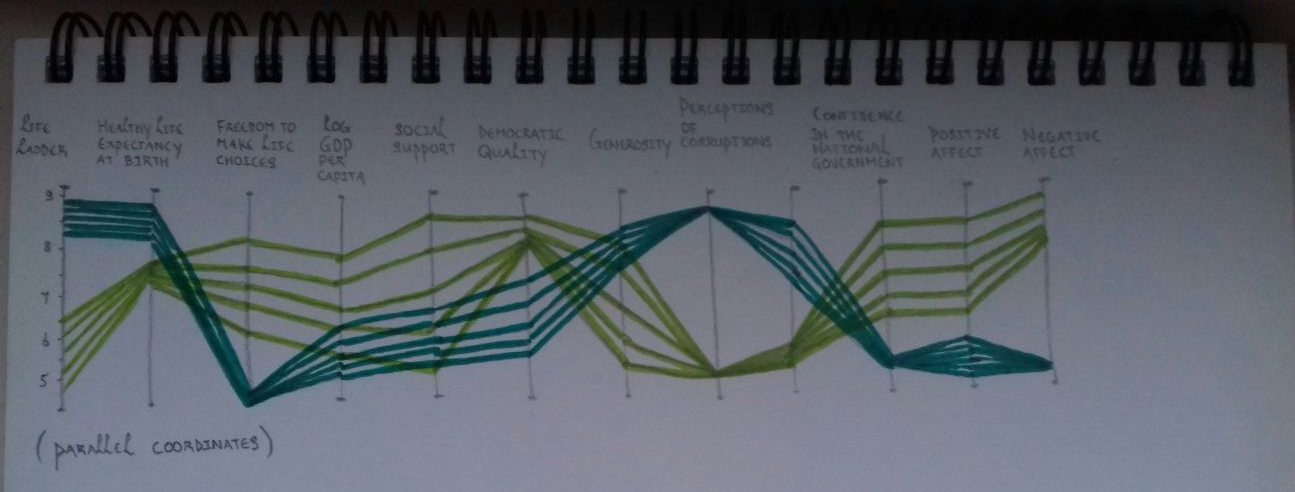 LIFE
LADDER
HEALTHY LIFE
EXPECTANCY
AT BIRTH
FREEDOM TO
MAKE LIFE
CHOICES
LOG
GDP
PER
CAPITA
SOCIAL
SUPPORT
DEMOCRATIC
QUALITY
GENEROSITY
PERCEPTIONS
OF
CORRUPTIONS
CONFIDENCE
IN THE
NATIONAL
GOVERNMENT
POSITIVE
AFFECT
NEGATIVE
AFFECT
9
8
7
6
5
(PARALLEL COORDINATES)